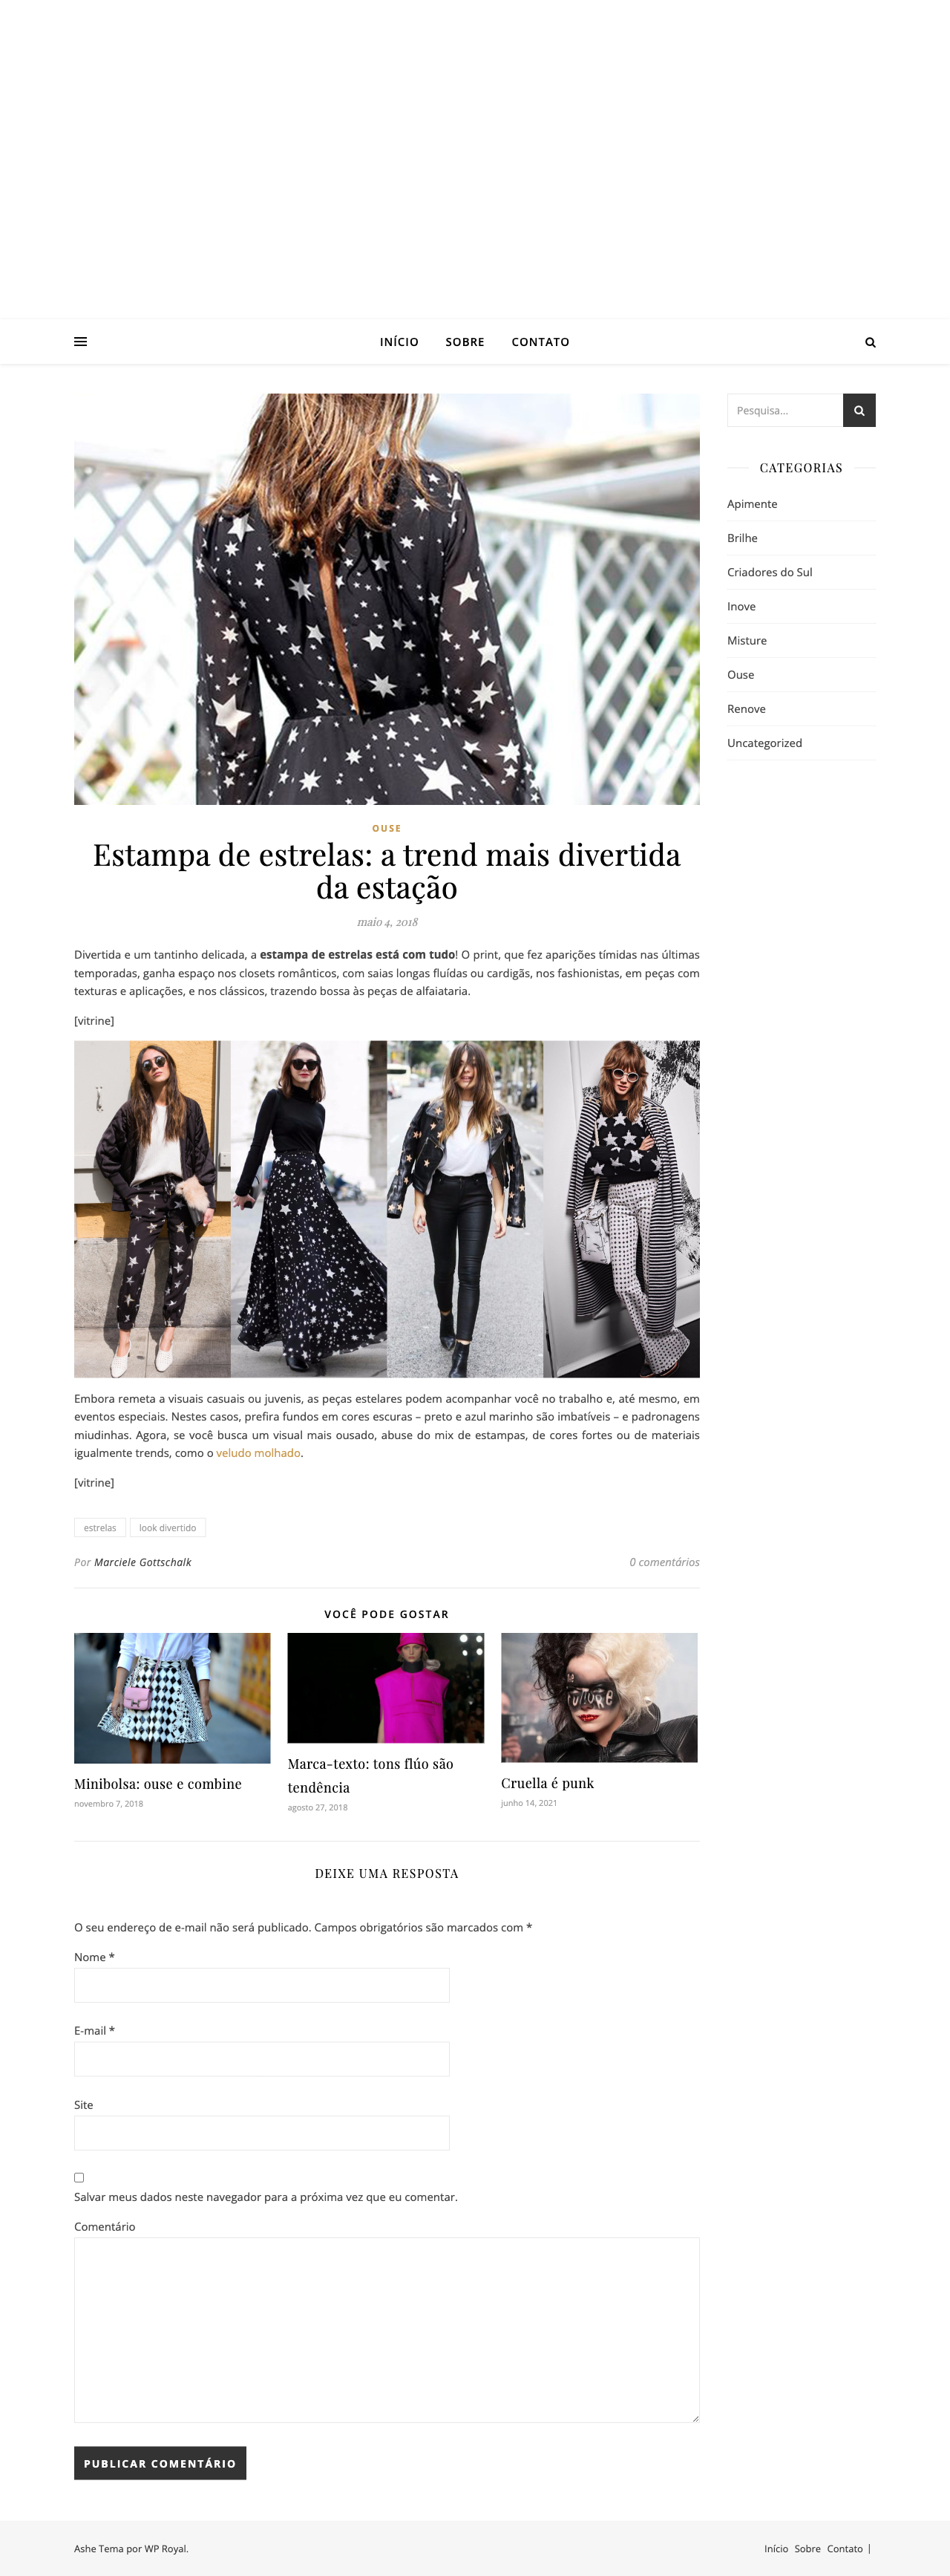 INÍCIO SOBRE CONTATO
Pesquisa...
CATEGORIAS
Apimente
Brilhe
Criadores do Sul
Inove
Misture
Ouse
Renove
Uncategorized
OUSE
Estampa de estrelas: a trend mais divertida
da estação
maio 4, 2018
Divertida e um tantinho delicada, a estampa de estrelas está com tudo! O print, que fez aparições tímidas nas últimas
temporadas, ganha espaço nos closets românticos, com saias longas fluídas ou cardigãs, nos fashionistas, em peças com
texturas e aplicações, e nos clássicos, trazendo bossa às peças de alfaiataria.
[vitrine]
Embora remeta a visuais casuais ou juvenis, as peças estelares podem acompanhar você no trabalho e, até mesmo, em
eventos especiais. Nestes casos, prefira fundos em cores escuras – preto e azul marinho são imbatíveis – e padronagens
miudinhas. Agora, se você busca um visual mais ousado, abuse do mix de estampas, de cores fortes ou de materiais
igualmente trends, como o veludo molhado.
[vitrine]
estrelas look divertido
Por Marciele Gottschalk 0 comentários
VOCÊ PODE GOSTAR
Minibolsa: ouse e combine
novembro 7, 2018
Marca-texto: tons flúo são
tendência
agosto 27, 2018
Cruella é punk
junho 14, 2021
DEIXE UMA RESPOSTA
O seu endereço de e-mail não será publicado. Campos obrigatórios são marcados com *
Nome *
E-mail *
Site
Salvar meus dados neste navegador para a próxima vez que eu comentar.
Comentário
PUBLICAR COMENTÁRIO
Ashe Tema por WP Royal.
Início Sobre Contato |